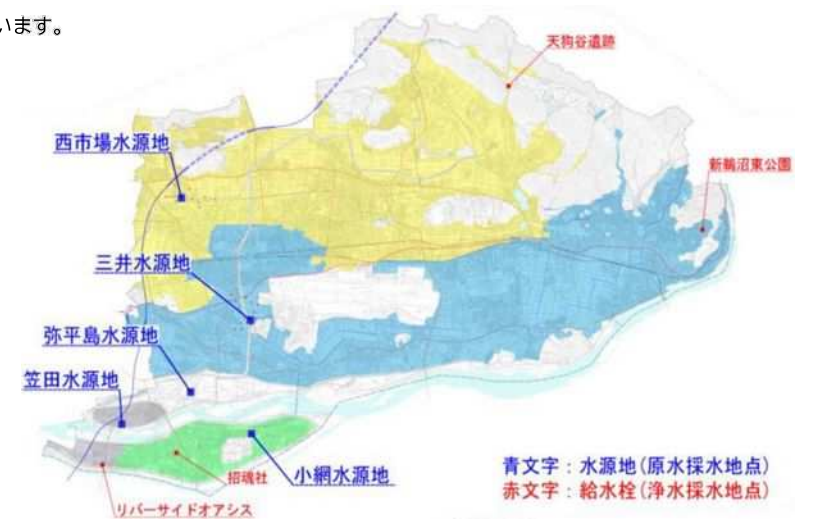 います。
天狗谷遺跡
西市場水源地
新鵜沼東公園
三井水源地
弥平島水源地
笠田水源地
招魂社
小網水源地
リバーサイドオアシス
青文字：水源地(原水採水地点)
赤文字：給水栓(浄水採水地点)